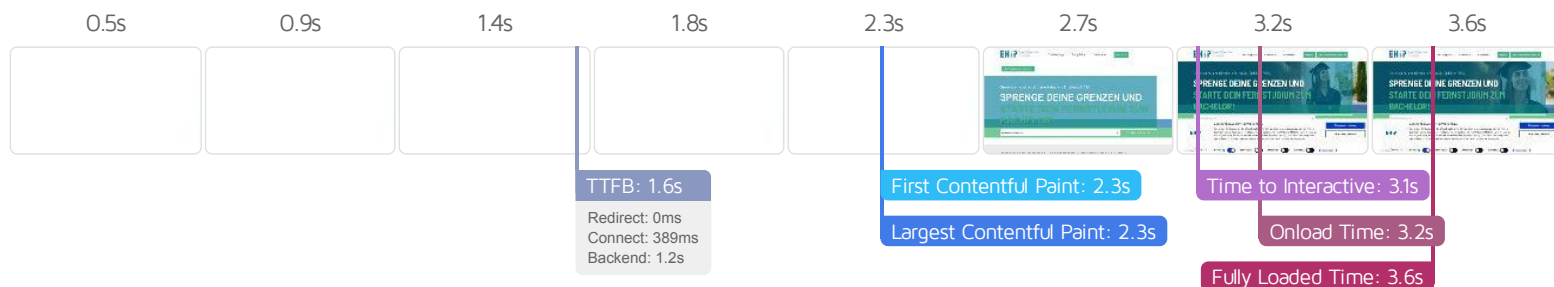 0.5s 0.9s 1.4s 1.8s 2.3s 2.7s 3.2s 3.6s
SPRENGE DEINE GRENZEN UND
SPRENGE DEINE GRENZEN UND
STARTE DEIN FERNSTUDIUM ZUM
BACHELOR!
SPRENGE DEINE GRENZEN UND
STARTE DEIN FERNSTUDIUM ZUM
BACHELOR!
TTFB: 1.6s
Redirect: 0ms
Connect: 389ms
Backend: 1.2s
First Contentful Paint: 2.3s
Largest Contentful Paint: 2.3s
Time to Interactive: 3.1s
Onload Time: 3.2s
Fully Loaded Time: 3.6s